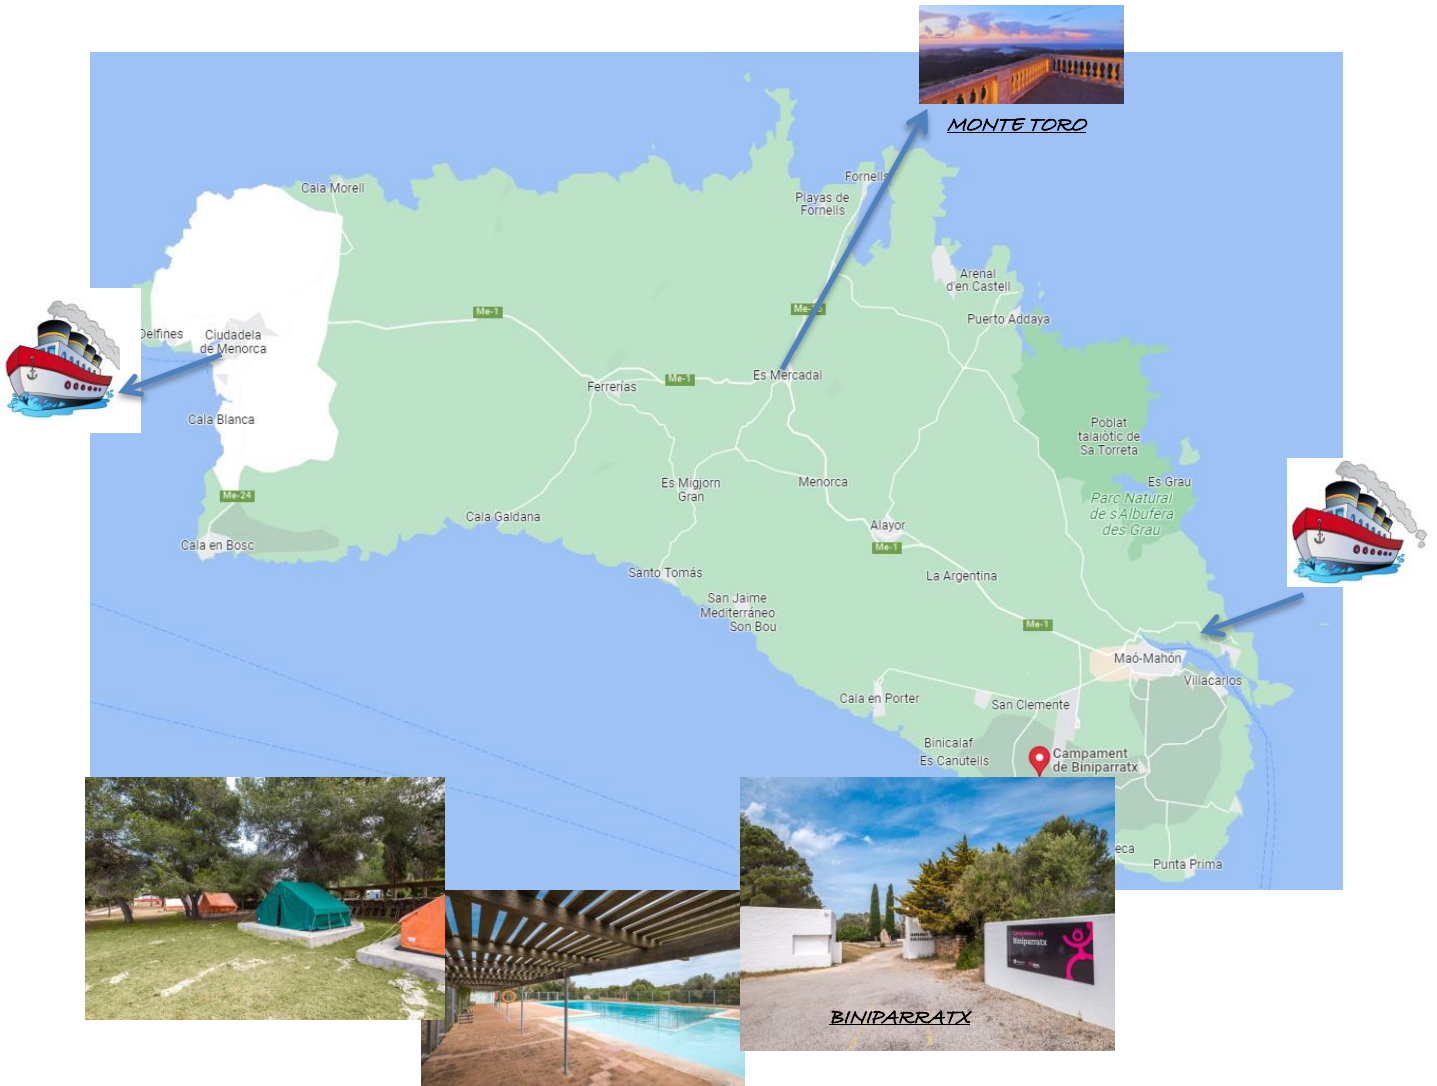 MONTE TORO
Fornells
Cala Morell
Playas de
Fornells
Arenal
d'en Castell
Me-1
Puerto Addaya
Delfines
Ciudadela
de Menorca
Es Mercadal
Me-1
Ferrerías
Cala Blanca
Poblat
talaiòtic de
Sa Torreta
Es Migjorn
Gran
Menorca
Es Grau
Me-24
Parc Natural
de s'Albufera
des Grau
Cala Galdana
Alayor
Cala en Bosc
Me-1
Santo Tomás
La Argentina
San Jaime
Mediterráneo
Son Bou
Me-1
Maó-Mahón
Villacarlos
Cala en Porter
San Clemente
Binicalaf
Es Canutells
Campament
de Biniparratx
eca
Punta Prima
Campament de
Biniparratx
BINIPARRATX